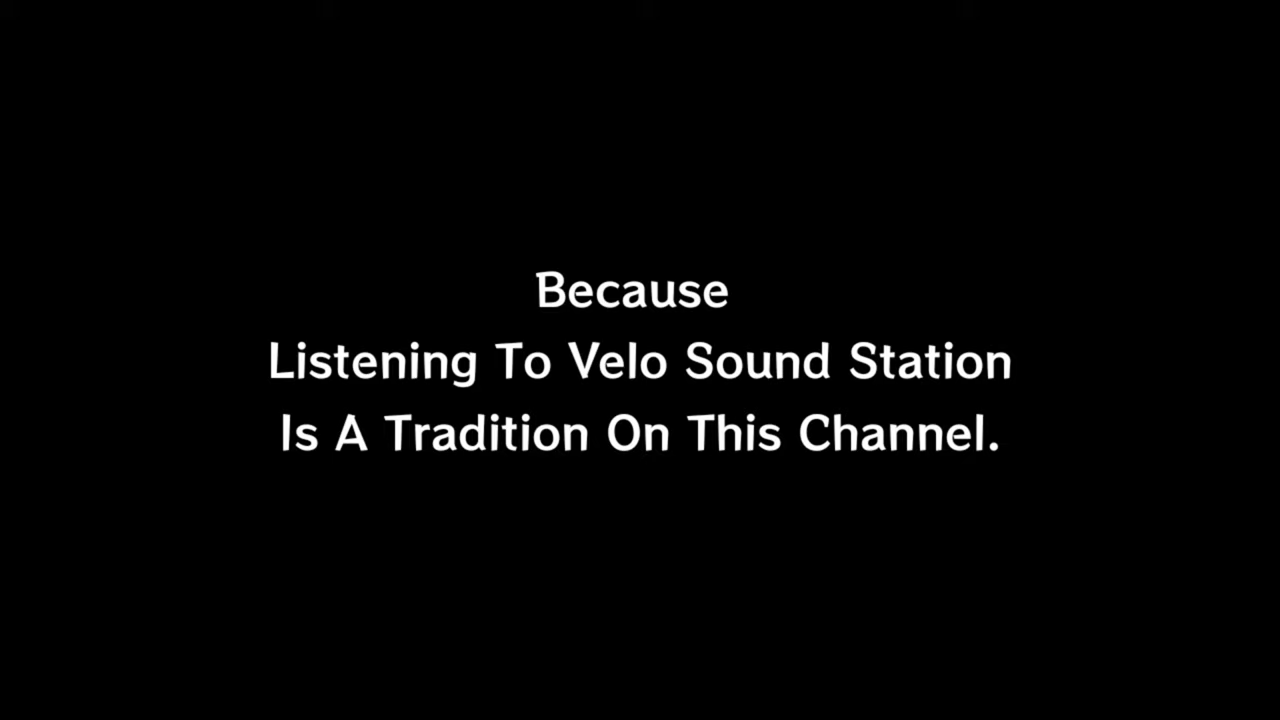 Because
Listening To Velo Sound Station
Is A Tradition On This Channel.